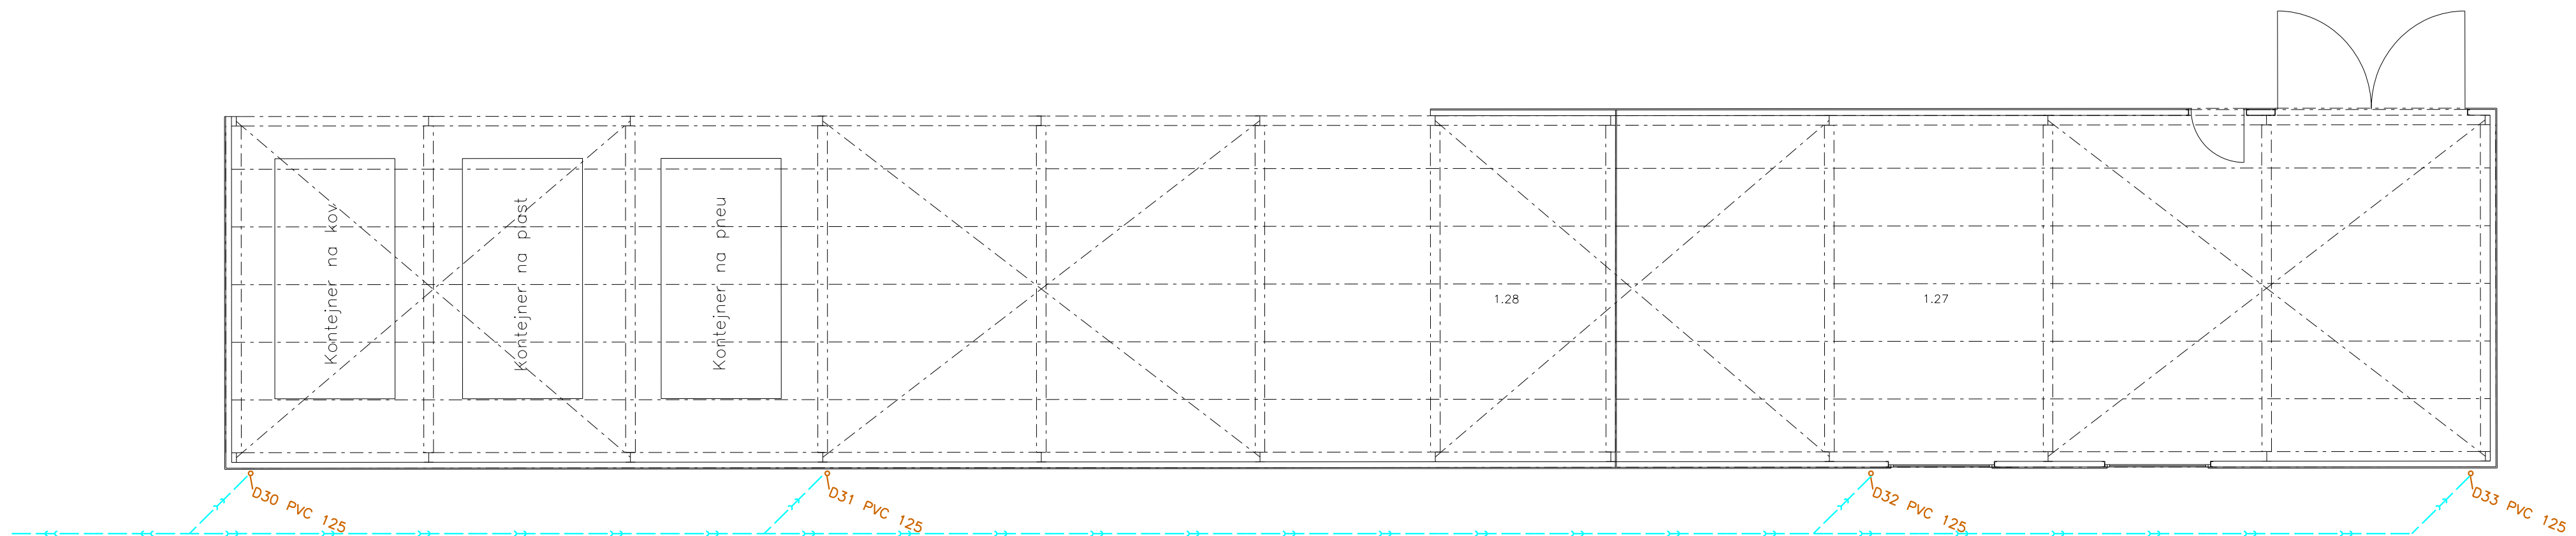 Kontejner na kov
Kontejner na plast
Kontejner na pneu
1.28
1.27
D30 PVC 125
D31 PVC 125
D32 PVC 125
D33 PVC 125